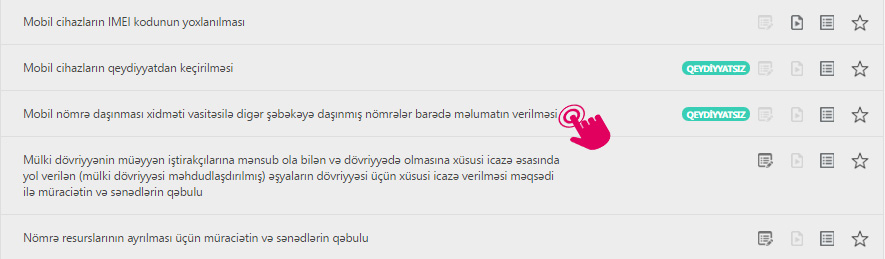 Mobil cihazların IMEI kodunun yoxlanılması
Mobil cihazların qeydiyyatdan keçirilməsi
QEYDİYYATSIZ
Mobil nömrə daşınması xidməti vasitəsilə digər şəbəkəyə daşınmış nömrələr barədə məlumatın verilməsi
QEYDİYYATSIZ
Mülki dövriyyənin müəyyən iştirakçılarına mənsub ola bilən və dövriyyədə olmasına xüsusi icazə əsasında
yol verilən (mülki dövriyyəsi məhdudlaşdırılmış) əşyaların dövriyyəsi üçün xüsusi icazə verilməsi məqsədi
ilə müraciətin və sənədlərin qəbulu
Nömrə resurslarının ayrılması üçün müraciətin və sənədlərin qəbulu